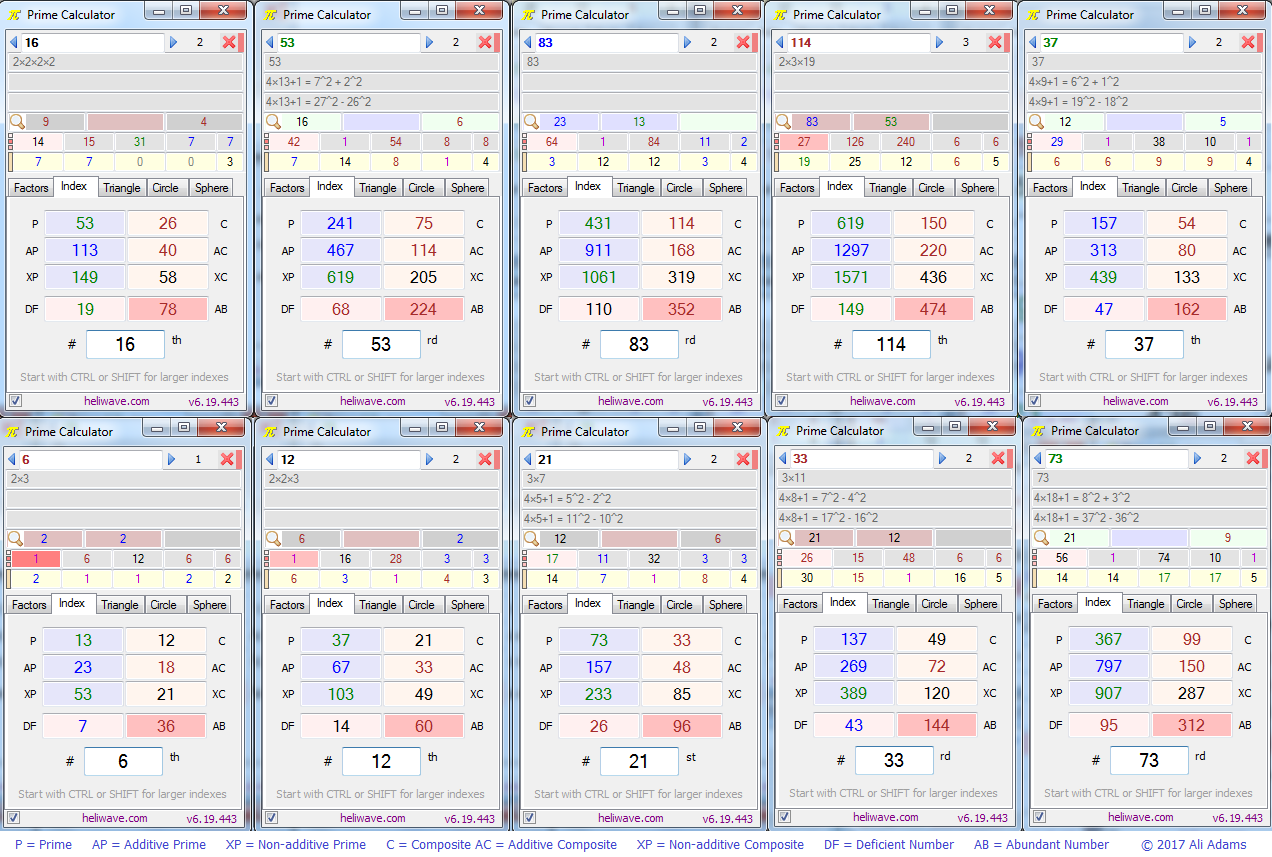 Prime Calculator
16 2
2×2×2×2
9 4
14 15 31 7 7
7 7 0 0 3
Factors Index Triangle Circle Sphere
P 53 26 C
AP 113 40 AC
XP 149 58 XC
DF 19 78 AB
# 16 th
Start with CTRL or SHIFT for larger indexes
heliwave.com v6.19.443
Prime Calculator
53 2
53
4×13+1 = 7^2 + 2^2
4×13+1 = 27^2 - 26^2
16 6
42 1 54 8 8
7 14 8 1 4
Factors Index Triangle Circle Sphere
P 241 75 C
AP 467 114 AC
XP 619 205 XC
DF 68 224 AB
# 53 rd
Start with CTRL or SHIFT for larger indexes
heliwave.com v6.19.443
Prime Calculator
83 2
83
23 13
64 1 84 11 2
3 12 12 3 4
Factors Index Triangle Circle Sphere
P 431 114 C
AP 911 168 AC
XP 1061 319 XC
DF 110 352 AB
# 83 rd
Start with CTRL or SHIFT for larger indexes
heliwave.com v6.19.443
Prime Calculator
114 3
2×3×19
83 53
27 126 240 6 6
19 25 12 6 5
Factors Index Triangle Circle Sphere
P 619 150 C
AP 1297 220 AC
XP 1571 436 XC
DF 149 474 AB
# 114 th
Start with CTRL or SHIFT for larger indexes
heliwave.com v6.19.443
Prime Calculator
37 2
37
4×9+1 = 6^2 + 1^2
4×9+1 = 19^2 - 18^2
12 5
29 1 38 10 1
6 6 9 9 4
Factors Index Triangle Circle Sphere
P 157 54 C
AP 313 80 AC
XP 439 133 XC
DF 47 162 AB
# 37 th
Start with CTRL or SHIFT for larger indexes
heliwave.com v6.19.443
Prime Calculator
6 1
2×3
2 2
1 6 12 6 6
2 1 1 2 2
Factors Index Triangle Circle Sphere
P 13 12 C
AP 23 18 AC
XP 53 21 XC
DF 7 36 AB
# 6 th
Start with CTRL or SHIFT for larger indexes
heliwave.com v6.19.443
Prime Calculator
12 2
2×2×3
6 2
1 16 28 3 3
6 3 1 4 3
Factors Index Triangle Circle Sphere
P 37 21 C
AP 67 33 AC
XP 103 49 XC
DF 14 60 AB
# 12 th
Start with CTRL or SHIFT for larger indexes
heliwave.com v6.19.443
Prime Calculator
21 2
3×7
4×5+1 = 5^2 - 2^2
4×5+1 = 11^2 - 10^2
12 6
17 11 32 3 3
14 7 1 8 4
Factors Index Triangle Circle Sphere
P 73 33 C
AP 157 48 AC
XP 233 85 XC
DF 26 96 AB
# 21 st
Start with CTRL or SHIFT for larger indexes
heliwave.com v6.19.443
Prime Calculator
33 2
3×11
4×8+1 = 7^2 - 4^2
4×8+1 = 17^2 - 16^2
21 12
26 15 48 6 6
30 15 1 16 5
Factors Index Triangle Circle Sphere
P 137 49 C
AP 269 72 AC
XP 389 120 XC
DF 43 144 AB
# 33 rd
Start with CTRL or SHIFT for larger indexes
heliwave.com v6.19.443
Prime Calculator
73 2
73
4×18+1 = 8^2 + 3^2
4×18+1 = 37^2 - 36^2
21 9
56 1 74 10 1
14 14 17 17 5
Factors Index Triangle Circle Sphere
P 367 99 C
AP 797 150 AC
XP 907 287 XC
DF 95 312 AB
# 73 rd
Start with CTRL or SHIFT for larger indexes
heliwave.com v6.19.443
P = Prime AP = Additive Prime XP = Non-additive Prime C = Composite AC = Additive Composite XP = Non-additive Composite DF = Deficient Number AB = Abundant Number © 2017 Ali Adams